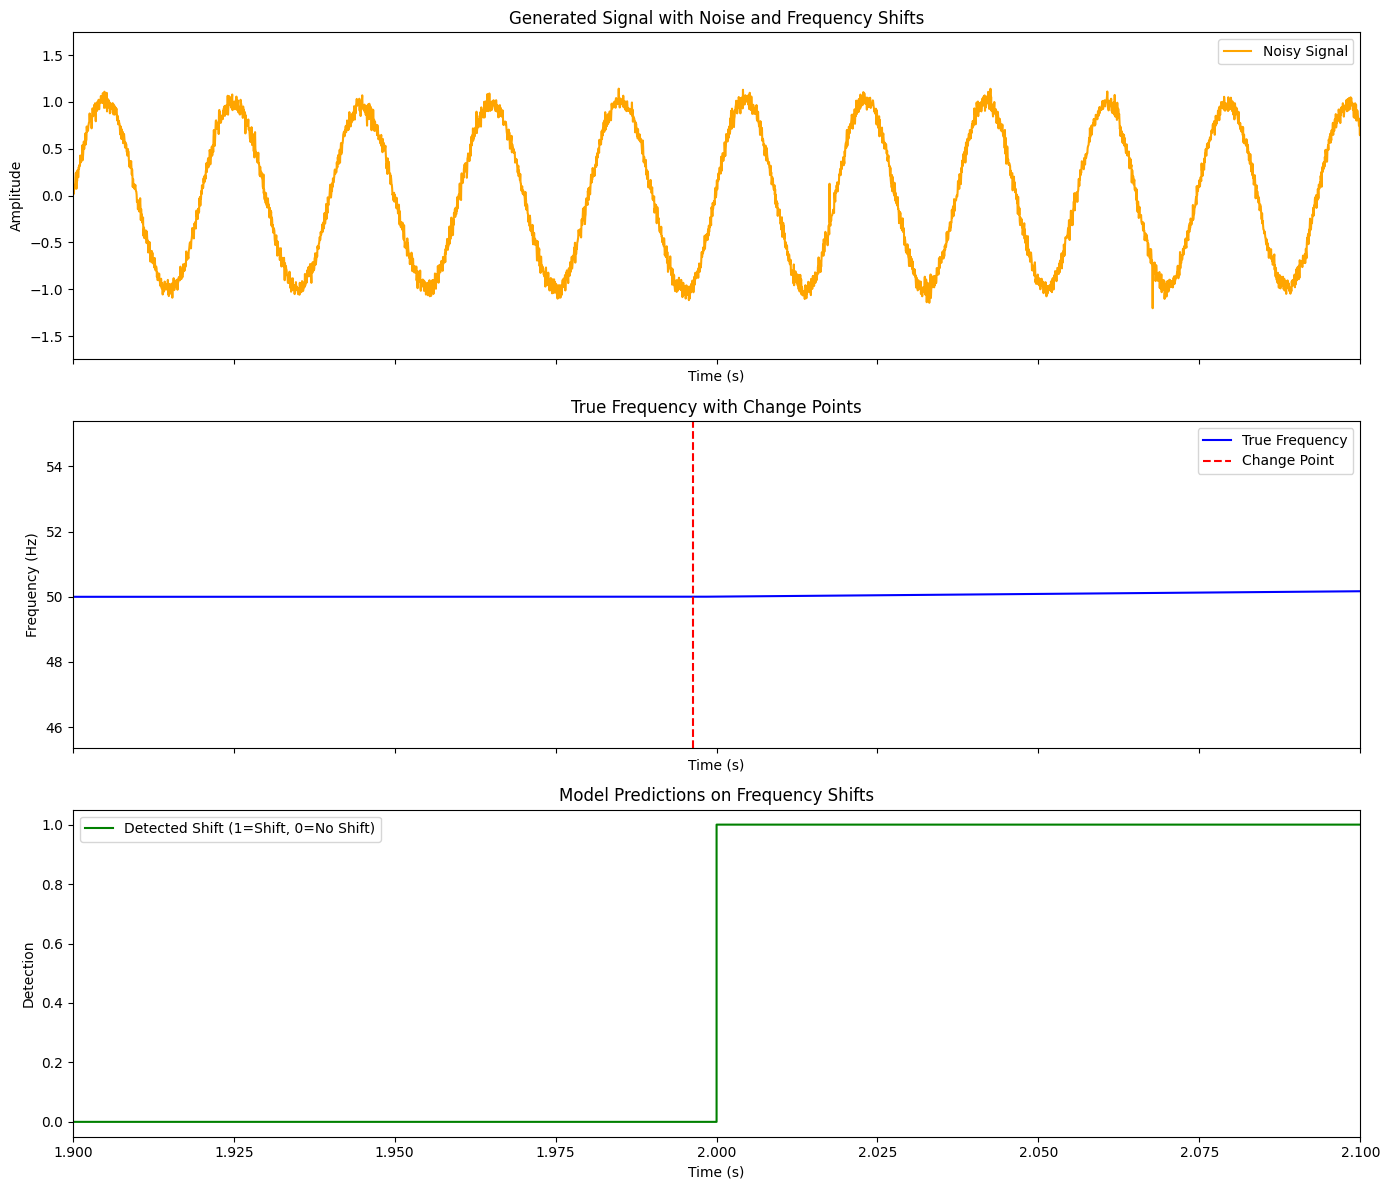 Generated Signal with Noise and Frequency Shifts
Noisy Signal
1.5
1.0
0.5
0.0
−0.5
−1.0
−1.5
Amplitude
Time (s)
True Frequency with Change Points
True Frequency
Change Point
54
52
50
48
46
Frequency (Hz)
Time (s)
Model Predictions on Frequency Shifts
Detected Shift (1=Shift, 0=No Shift)
1.0
0.8
0.6
0.4
0.2
0.0
Detection
1.900 1.925 1.950 1.975 2.000 2.025 2.050 2.075 2.100
Time (s)